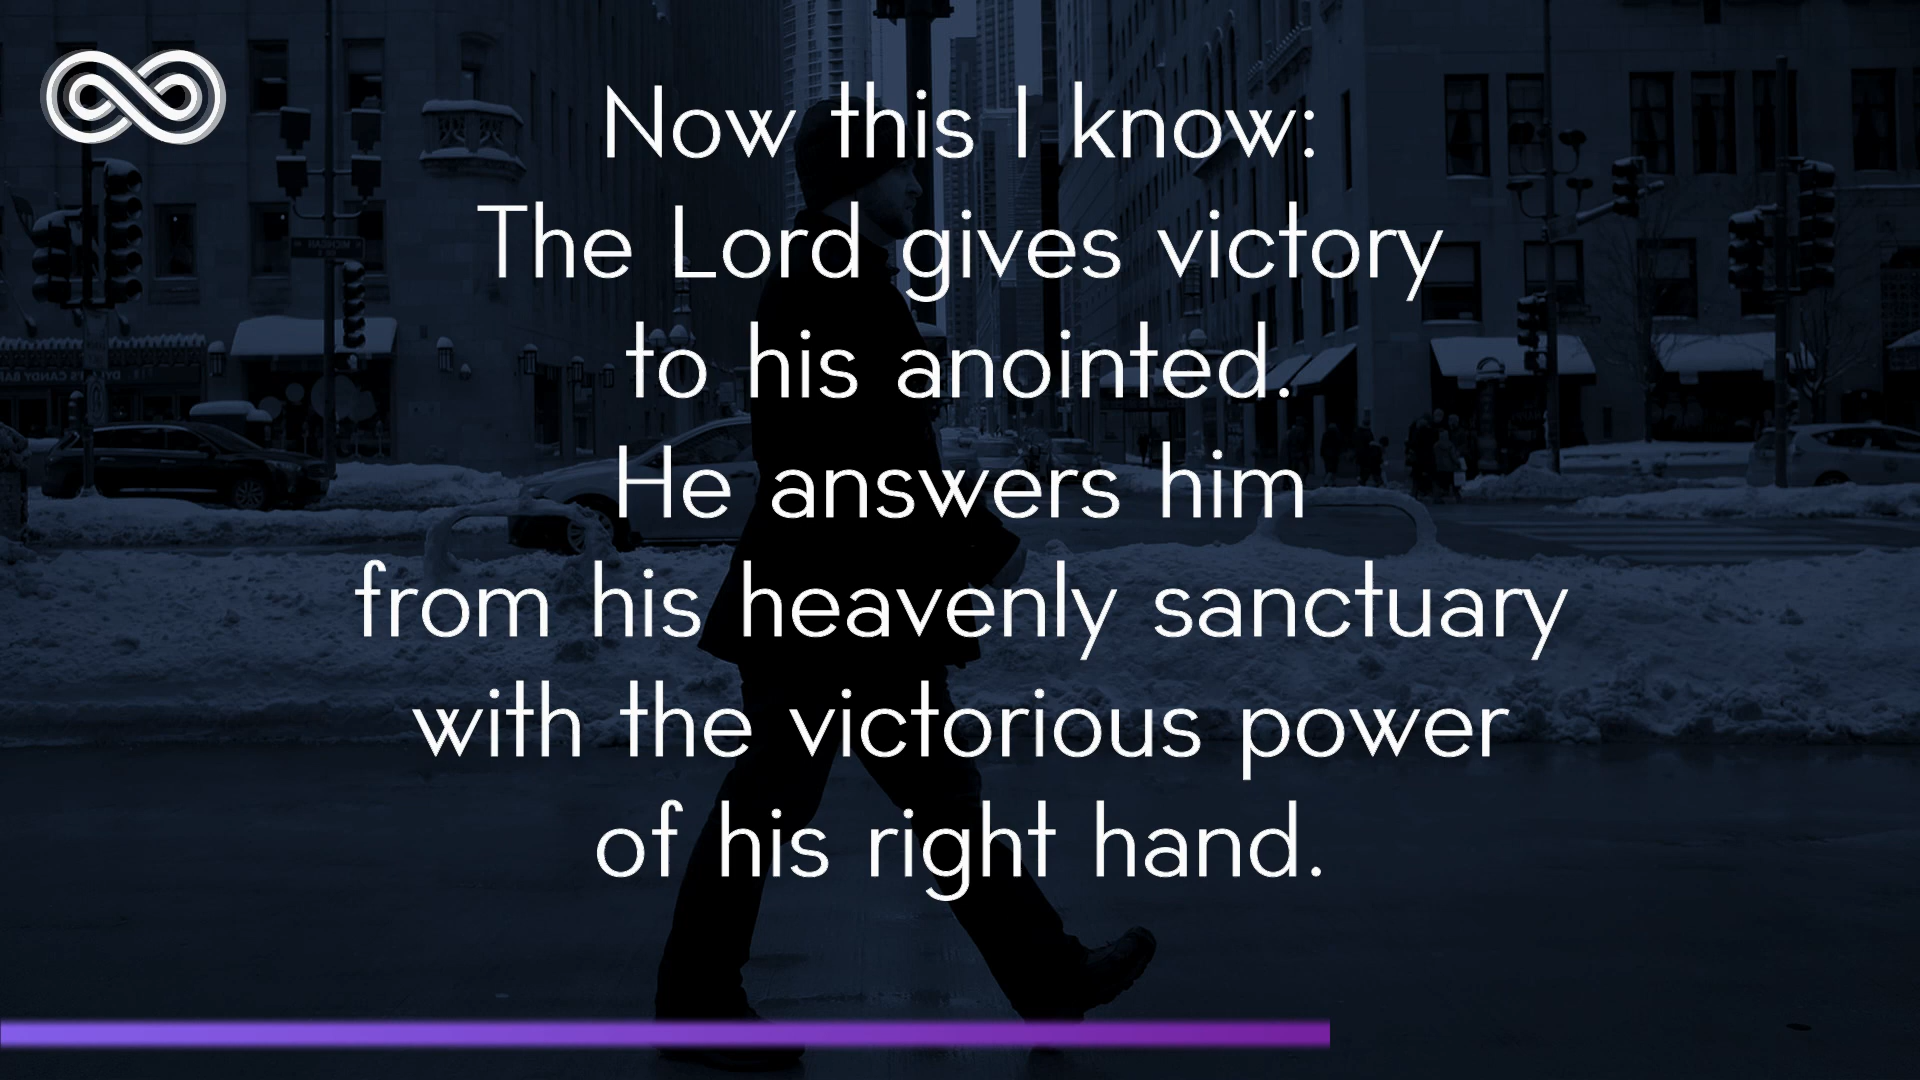 Now this I know:
The Lord gives victory
to his anointed.
He answers him
from his heavenly sanctuary
with the victorious power
of his right hand.